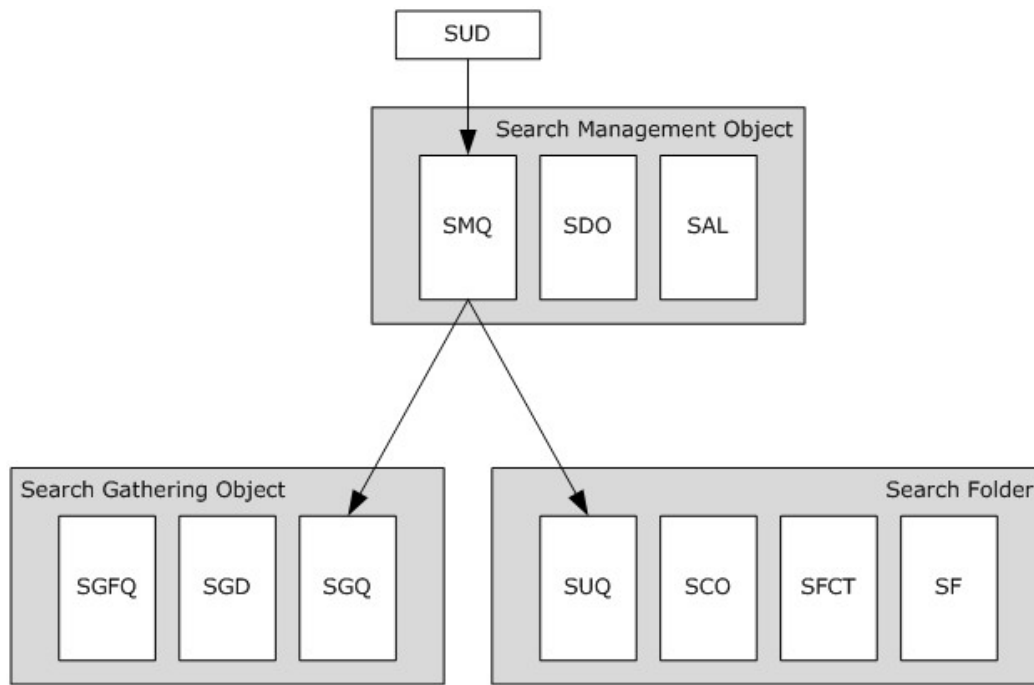 SUD
Search Management Object
SMQ
SDO
SAL
Search Gathering Object
SGFQ
SGD
SGQ
Search Folder
SUQ
SCO
SFCT
SF